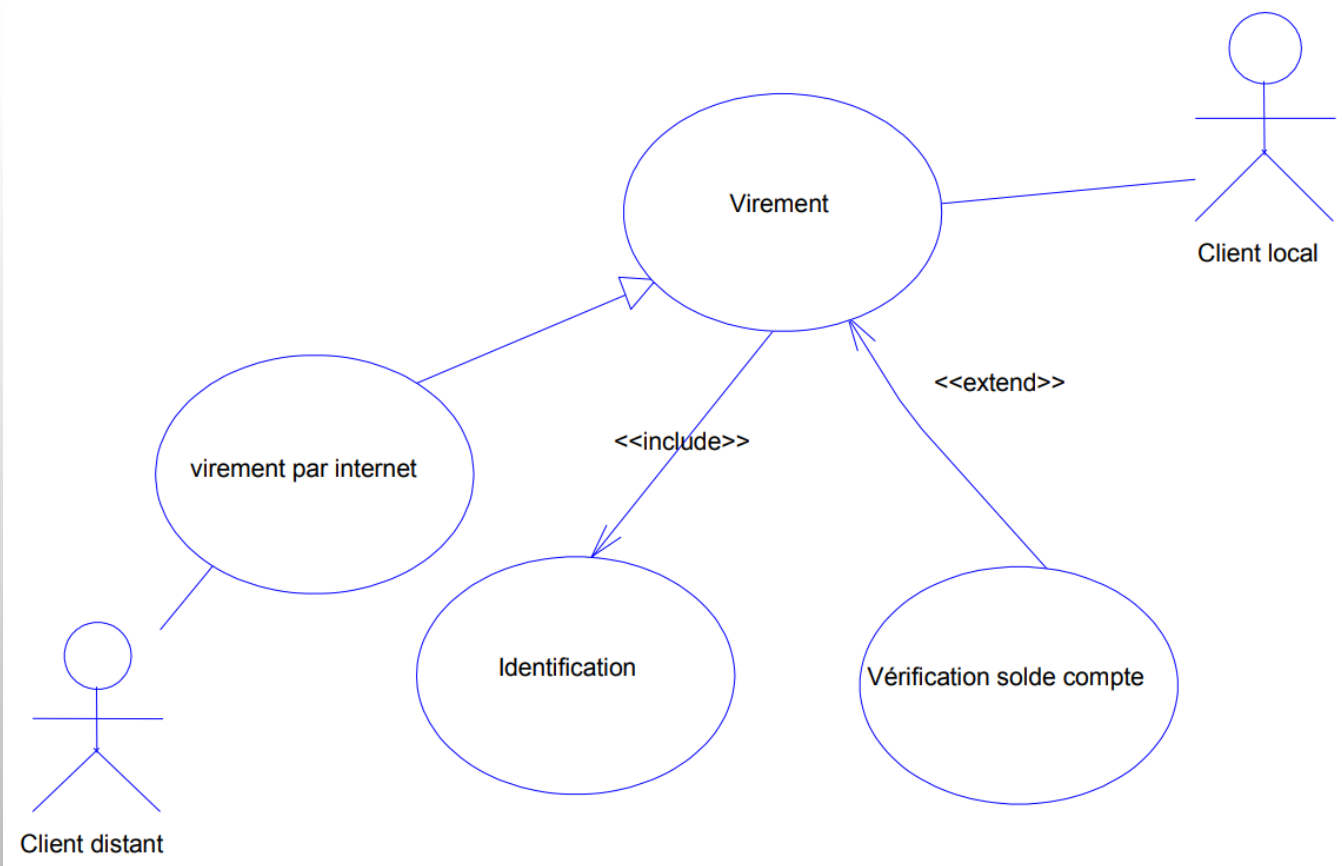 Virement
Client local
<<extend>>
<<include>>
virement par internet
Identification
Vérification solde compte
Client distant